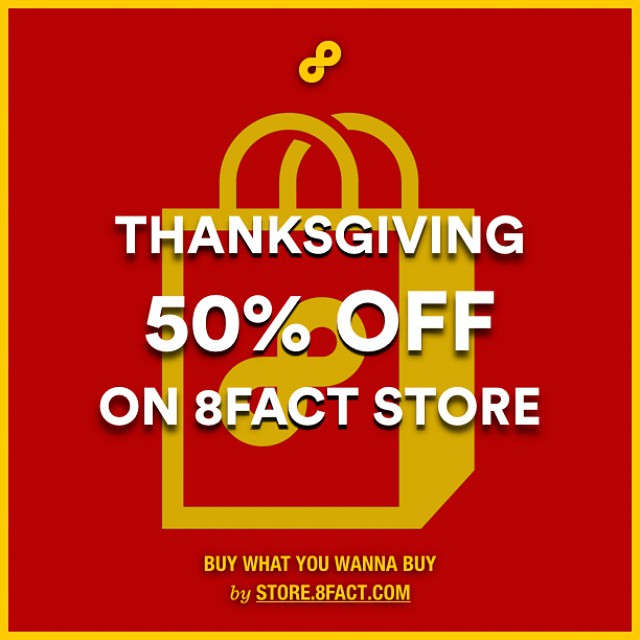 THANKSGIVING
50% OFF
ON 8FACT STORE
BUY WHAT YOU WANNA BUY
by STORE.8FACT.COM